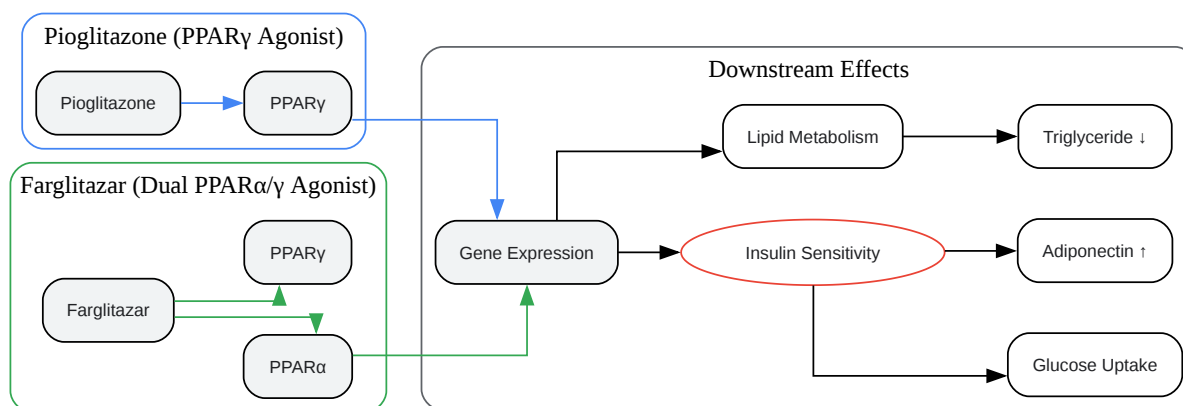 Pioglitazone (PPARγ Agonist)
Pioglitazone
PPARγ
Farglitazar (Dual PPARα/γ Agonist)
PPARγ
Farglitazar
PPARα
Downstream Effects
Lipid Metabolism
Triglyceride ↓
Gene Expression
Insulin Sensitivity
Adiponectin ↑
Glucose Uptake